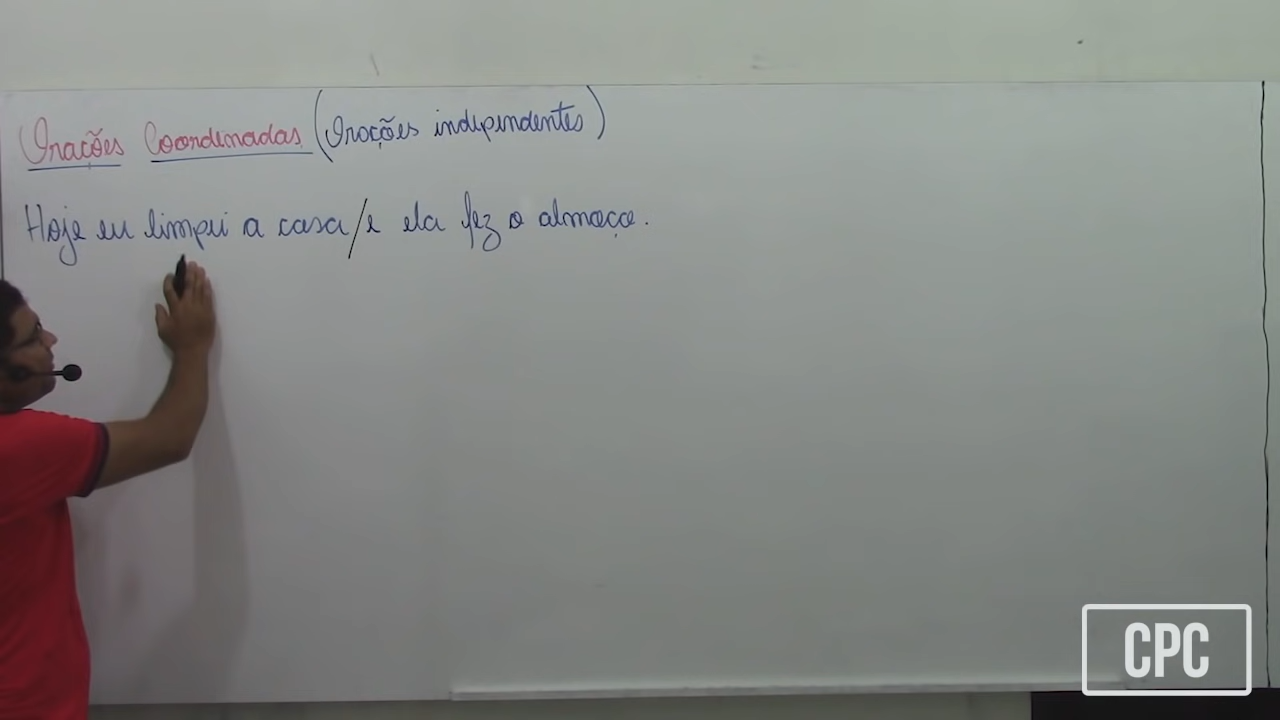 Orações Coordenadas (Orações independentes)
Hoje eu limpei a casa/e ela fez o almoço.
CPC